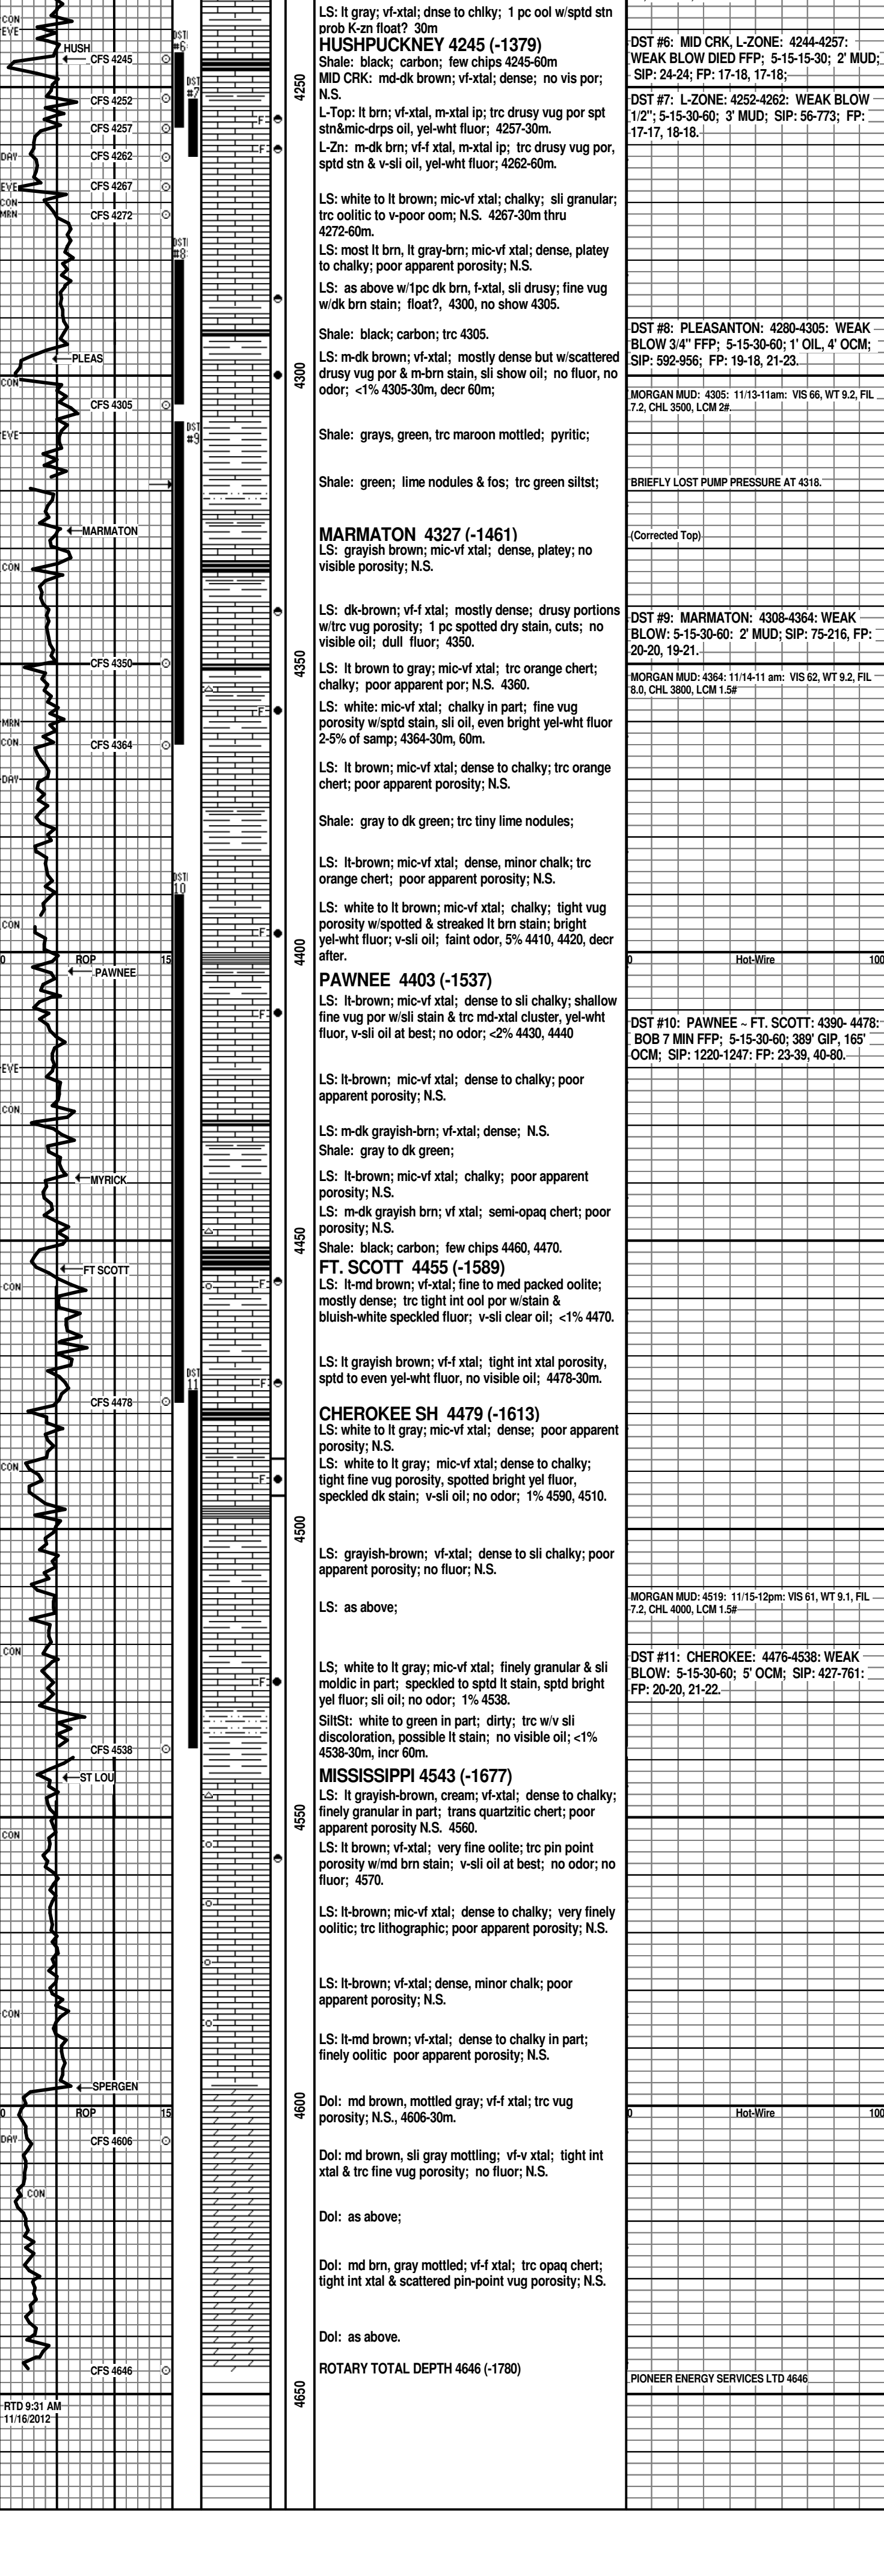 LS: lt gray; vf-xtal; dnse to chlky; 1 pc ool w/sptd stn
prob K-zn float? 30m
HUSHPUCKNEY 4245 (-1379)
Shale: black; carbon; few chips 4245-60m
MID CRK: md-dk brown; vf-xtal; dense; no vis por;
N.S.
L-Top: lt brn; vf-xtal, m-xtal ip; trc drusy vug por spt
stn&mic-drps oil, yel-wht fluor; 4257-30m.
L-Zn: m-dk brn; vf-f xtal, m-xtal ip; trc drusy vug por,
sptd stn & v-sli oil, yel-wht fluor; 4262-60m.
LS: white to lt brown; mic-vf xtal; chalky; sli granular;
trc oolitic to v-poor oom; N.S. 4267-30m thru
4272-60m.
LS: most lt brn, lt gray-brn; mic-vf xtal; dense, platey
to chalky; poor apparent porosity; N.S.
LS: as above w/1pc dk brn, f-xtal, sli drusy; fine vug
w/dk brn stain; float?, 4300, no show 4305.
Shale: black; carbon; trc 4305.
LS: m-dk brown; vf-xtal; mostly dense but w/scattered
drusy vug por & m-brn stain, sli show oil; no fluor, no
odor; <1% 4305-30m, decr 60m;
Shale: grays, green, trc maroon mottled; pyritic;
Shale: green; lime nodules & fos; trc green siltst;
MARMATON 4327 (-1461)
LS: grayish brown; mic-vf xtal; dense, platey; no
visible porosity; N.S.
LS: dk-brown; vf-f xtal; mostly dense; drusy portions
w/trc vug porosity; 1 pc spotted dry stain, cuts; no
visible oil; dull fluor; 4350.
LS: lt brown to gray; mic-vf xtal; trc orange chert;
chalky; poor apparent por; N.S. 4360.
LS: white: mic-vf xtal; chalky in part; fine vug
porosity w/sptd stain, sli oil, even bright yel-wht fluor
2-5% of samp; 4364-30m, 60m.
LS: lt brown; mic-vf xtal; dense to chalky; trc orange
chert; poor apparent porosity; N.S.
Shale: gray to dk green; trc tiny lime nodules;
LS: lt-brown; mic-vf xtal; dense, minor chalk; trc
orange chert; poor apparent porosity; N.S.
LS: white to lt brown; mic-vf xtal; chalky; tight vug
porosity w/spotted & streaked lt brn stain; bright
yel-wht fluor; v-sli oil; faint odor, 5% 4410, 4420, decr
after.
PAWNEE 4403 (-1537)
LS: lt-brown; mic-vf xtal; dense to sli chalky; shallow
fine vug por w/sli stain & trc md-xtal cluster, yel-wht
fluor, v-sli oil at best; no odor; <2% 4430, 4440
LS: lt-brown; mic-vf xtal; dense to chalky; poor
apparent porosity; N.S.
LS: m-dk grayish-brn; vf-xtal; dense; N.S.
Shale: gray to dk green;
LS: lt-brown; mic-vf xtal; chalky; poor apparent
porosity; N.S.
LS: m-dk grayish brn; vf xtal; semi-opaq chert; poor
porosity; N.S.
Shale: black; carbon; few chips 4460, 4470.
FT. SCOTT 4455 (-1589)
LS: lt-md brown; vf-xtal; fine to med packed oolite;
mostly dense; trc tight int ool por w/stain &
bluish-white speckled fluor; v-sli clear oil; <1% 4470.
LS: lt grayish brown; vf-f xtal; tight int xtal porosity,
sptd to even yel-wht fluor, no visible oil; 4478-30m.
CHEROKEE SH 4479 (-1613)
LS: white to lt gray; mic-vf xtal; dense; poor apparent
porosity; N.S.
LS: white to lt gray; mic-vf xtal; dense to chalky;
tight fine vug porosity, spotted bright yel fluor,
speckled dk stain; v-sli oil; no odor; 1% 4590, 4510.
LS: grayish-brown; vf-xtal; dense to sli chalky; poor
apparent porosity; no fluor; N.S.
LS: as above;
LS; white to lt gray; mic-vf xtal; finely granular & sli
moldic in part; speckled to sptd lt stain, sptd bright
yel fluor; sli oil; no odor; 1% 4538.
SiltSt: white to green in part; dirty; trc w/v sli
discoloration, possible lt stain; no visible oil; <1%
4538-30m, incr 60m.
MISSISSIPPI 4543 (-1677)
LS: lt grayish-brown, cream; vf-xtal; dense to chalky;
finely granular in part; trans quartzitic chert; poor
apparent porosity N.S. 4560.
LS: lt brown; vf-xtal; very fine oolite; trc pin point
porosity w/md brn stain; v-sli oil at best; no odor; no
fluor; 4570.
LS: lt-brown; mic-vf xtal; dense to chalky; very finely
oolitic; trc lithographic; poor apparent porosity; N.S.
LS: lt-brown; vf-xtal; dense, minor chalk; poor
apparent porosity; N.S.
LS: lt-md brown; vf-xtal; dense to chalky in part;
finely oolitic poor apparent porosity; N.S.
Dol: md brown, mottled gray; vf-f xtal; trc vug
porosity; N.S., 4606-30m.
Dol: md brown, sli gray mottling; vf-v xtal; tight int
xtal & trc fine vug porosity; no fluor; N.S.
Dol: as above;
Dol: md brn, gray mottled; vf-f xtal; trc opaq chert;
tight int xtal & scattered pin-point vug porosity; N.S.
Dol: as above.
ROTARY TOTAL DEPTH 4646 (-1780)
DST #6: MID CRK, L-ZONE: 4244-4257:
WEAK BLOW DIED FFP; 5-15-15-30; 2' MUD;
SIP: 24-24; FP: 17-18, 17-18;
DST #7: L-ZONE: 4252-4262: WEAK BLOW
1/2"; 5-15-30-60; 3' MUD; SIP: 56-773; FP:
17-17, 18-18.
DST #8: PLEASANTON: 4280-4305: WEAK
BLOW 3/4" FFP; 5-15-30-60; 1' OIL, 4' OCM;
SIP: 592-956; FP: 19-18, 21-23.
MORGAN MUD: 4305: 11/13-11am: VIS 66, WT 9.2, FIL
7.2, CHL 3500, LCM 2#.
BRIEFLY LOST PUMP PRESSURE AT 4318.
(Corrected Top)
DST #9: MARMATON: 4308-4364: WEAK
BLOW: 5-15-30-60: 2' MUD; SIP: 75-216, FP:
20-20, 19-21.
MORGAN MUD: 4364: 11/14-11 am: VIS 62, WT 9.2, FIL
8.0, CHL 3800, LCM 1.5#
0 Hot-Wire 100
DST #10: PAWNEE ~ FT. SCOTT: 4390- 4478:
BOB 7 MIN FFP; 5-15-30-60; 389' GIP, 165'
OCM; SIP: 1220-1247: FP: 23-39, 40-80.
MORGAN MUD: 4519: 11/15-12pm: VIS 61, WT 9.1, FIL
7.2, CHL 4000, LCM 1.5#
DST #11: CHEROKEE: 4476-4538: WEAK
BLOW: 5-15-30-60; 5' OCM; SIP: 427-761:
FP: 20-20, 21-22.
0 Hot-Wire 100
PIONEER ENERGY SERVICES LTD 4646
CON
EVE
HUSH
CFS 4245
CFS 4252
CFS 4257
DAY
CFS 4262
EVE
CFS 4267
CON
MRN
CFS 4272
PLEAS
CON
CFS 4305
EVE
MARMATON
CON
CFS 4350
MRN
CON
CFS 4364
DAY
CON
0 ROP 15
PAWNEE
EVE
CON
MYRICK
FT SCOTT
CON
CFS 4478
CON
CON
CFS 4538
ST LOU
CON
CON
SPERGEN
0 ROP 15
DAY
CFS 4606
CON
CFS 4646
RTD 9:31 AM
11/16/2012
DST
#6
DST
#7
DST
#8
DST
#9
DST
10
DST
11
F
F
F
F
F
F
F
F
F
4250
4300
4350
4400
4450
4500
4550
4600
4650